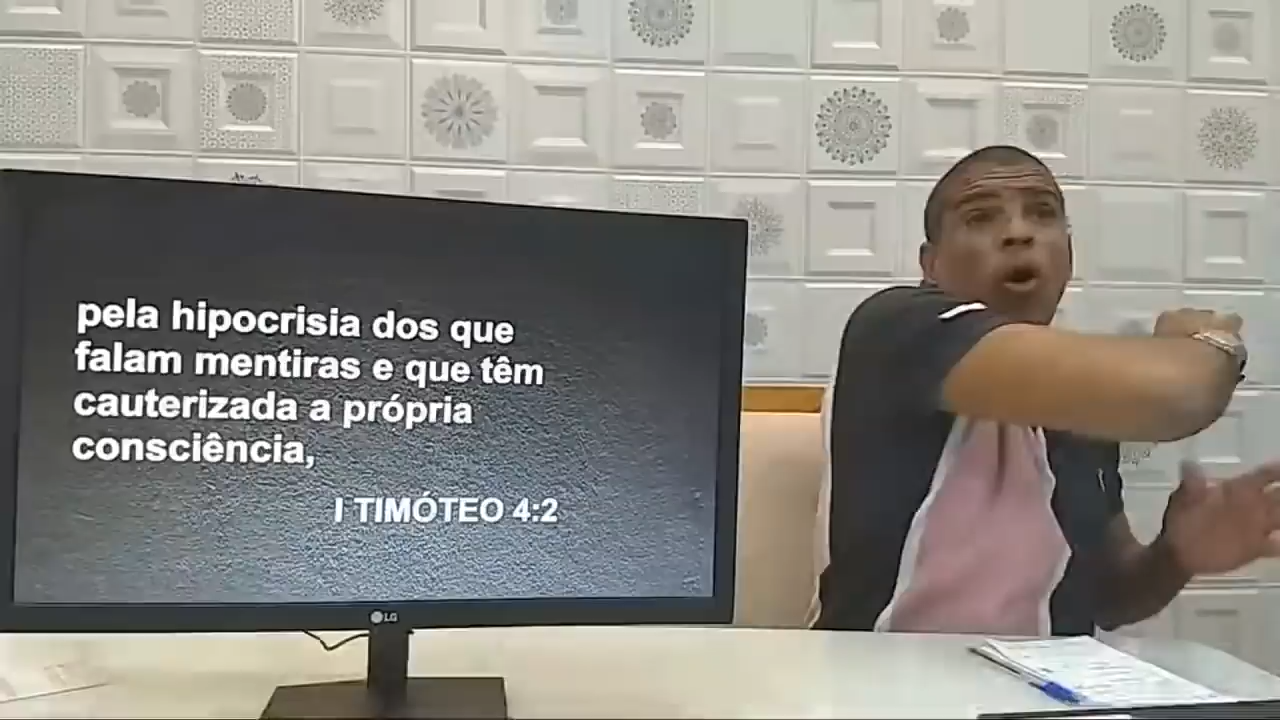 pela hipocrisia dos que
falam mentiras e que têm
cauterizada a própria
consciência,
I TIMÓTEO 4:2
LG